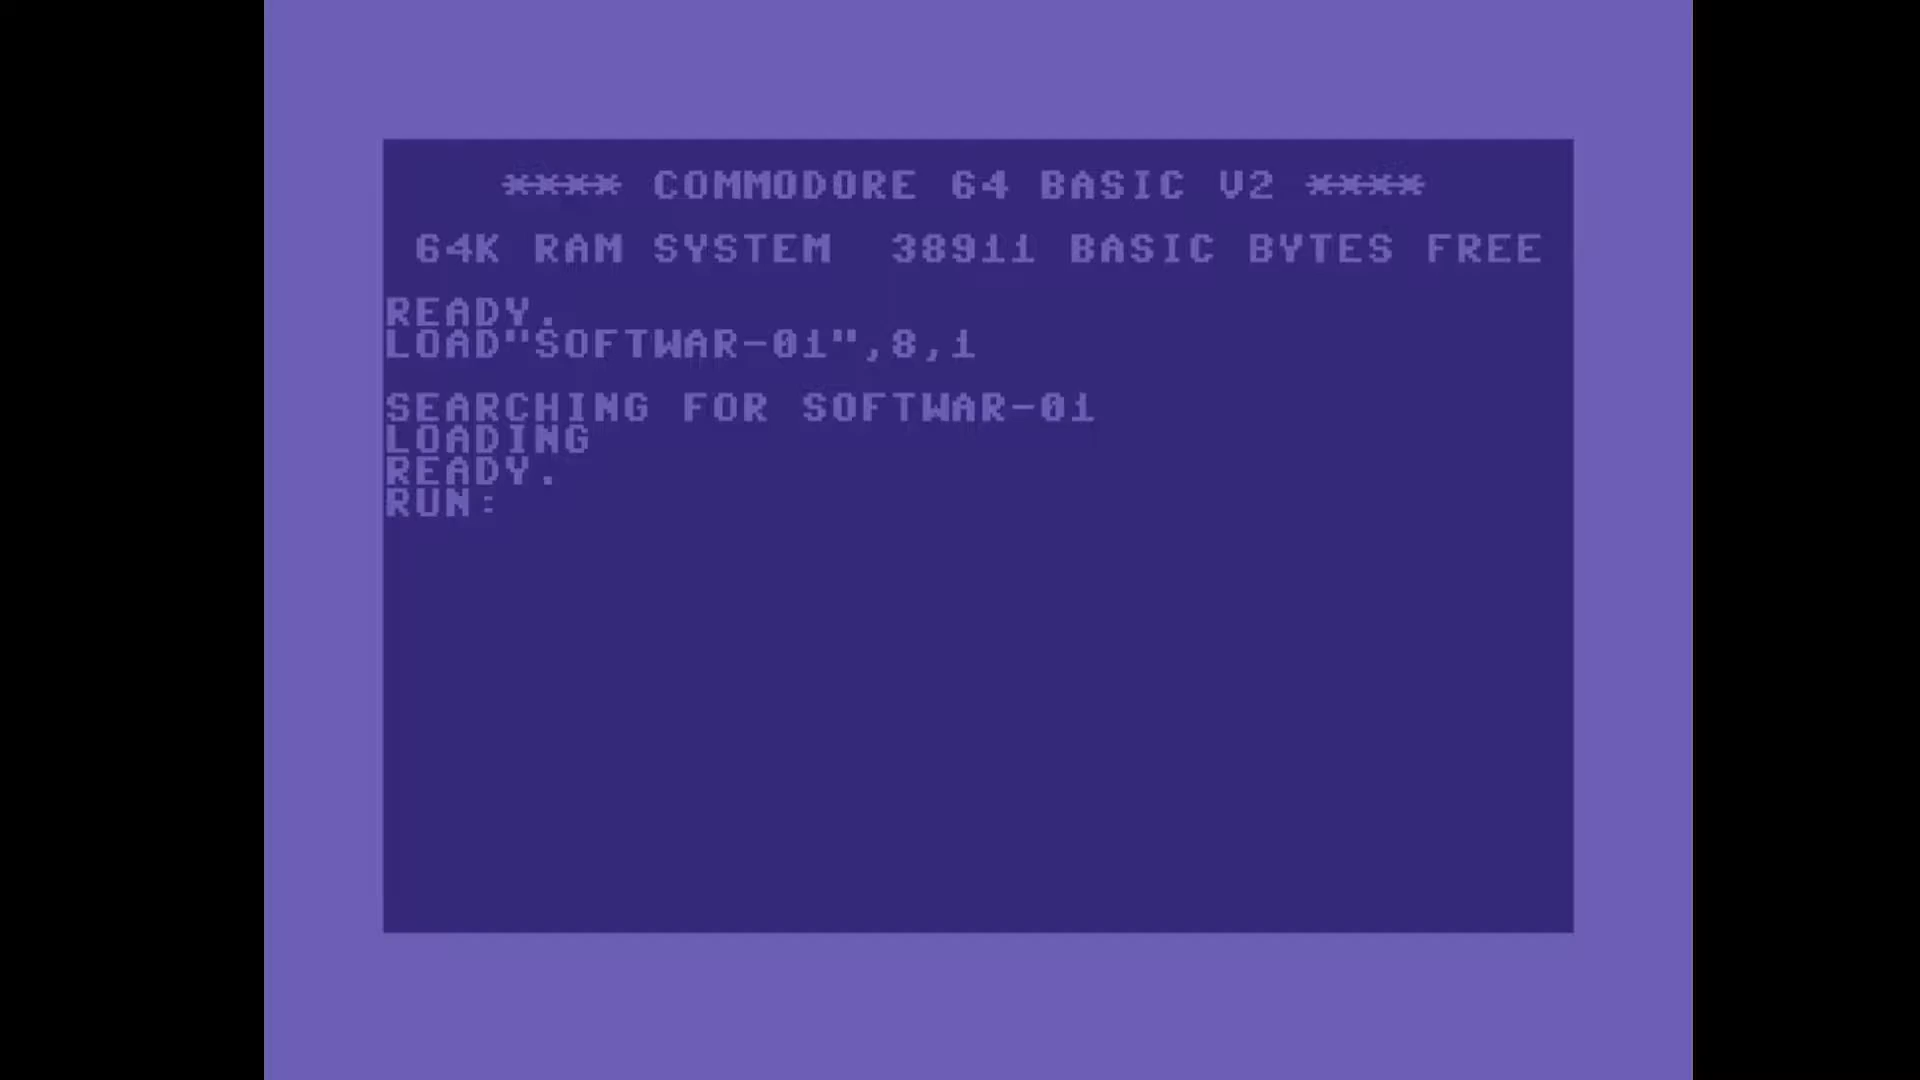 **** COMMODORE 64 BASIC V2 ****
64K RAM SYSTEM  38911 BASIC BYTES FREE
READY.
LOAD"SOFTWAR-01",8,1
SEARCHING FOR SOFTWAR-01
LOADING
READY.
RUN: